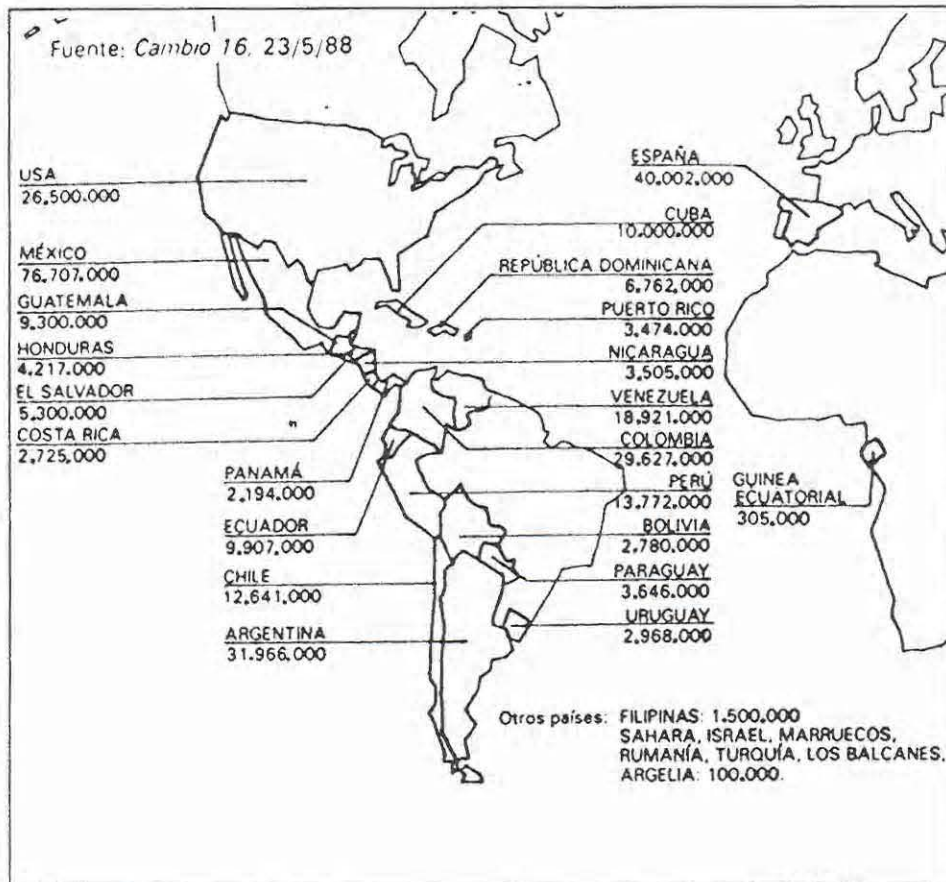 Fuente: Cambio 16, 23/5/88
USA
26.500.000
MÉXICO
76.707.000
GUATEMALA
9.300.000
HONDURAS
4.217.000
EL SALVADOR
5.300.000
COSTA RICA
2.725.000
PANAMÁ
2.194.000
ECUADOR
9.907.000
CHILE
12.641.000
ARGENTINA
31.966.000
ESPAÑA
40.002.000
CUBA
10.000.000
REPÚBLICA DOMINICANA
6.762.000
PUERTO RICO
3.474.000
NICARAGUA
3.505.000
VENEZUELA
18.921.000
COLOMBIA
29.627.000
PERÚ
13.772.000
BOLIVIA
2.780.000
PARAGUAY
3.646.000
URUGUAY
2.968.000
GUINEA
ECUATORIAL
305.000
Otros países: FILIPINAS: 1.500.000
SAHARA, ISRAEL, MARRUECOS,
RUMANÍA, TURQUÍA, LOS BALCANES,
ARGELIA: 100.000.